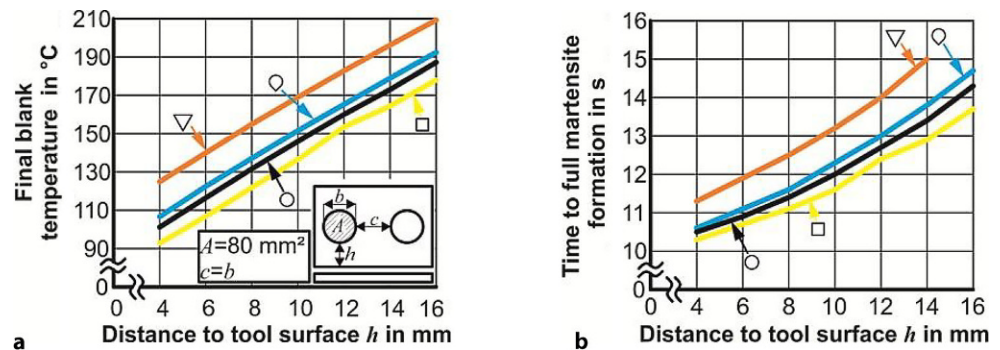 Final blank
temperature in °C
210
190
170
150
130
110
90
0
0 4 6 8 10 12 14 16
Distance to tool surface h in mm
A=80 mm²
c=b
b
A
c
h
a
Time to full martensite
formation in s
16
15
14
13
12
11
10
0
0 4 6 8 10 12 14 16
Distance to tool surface h in mm
b